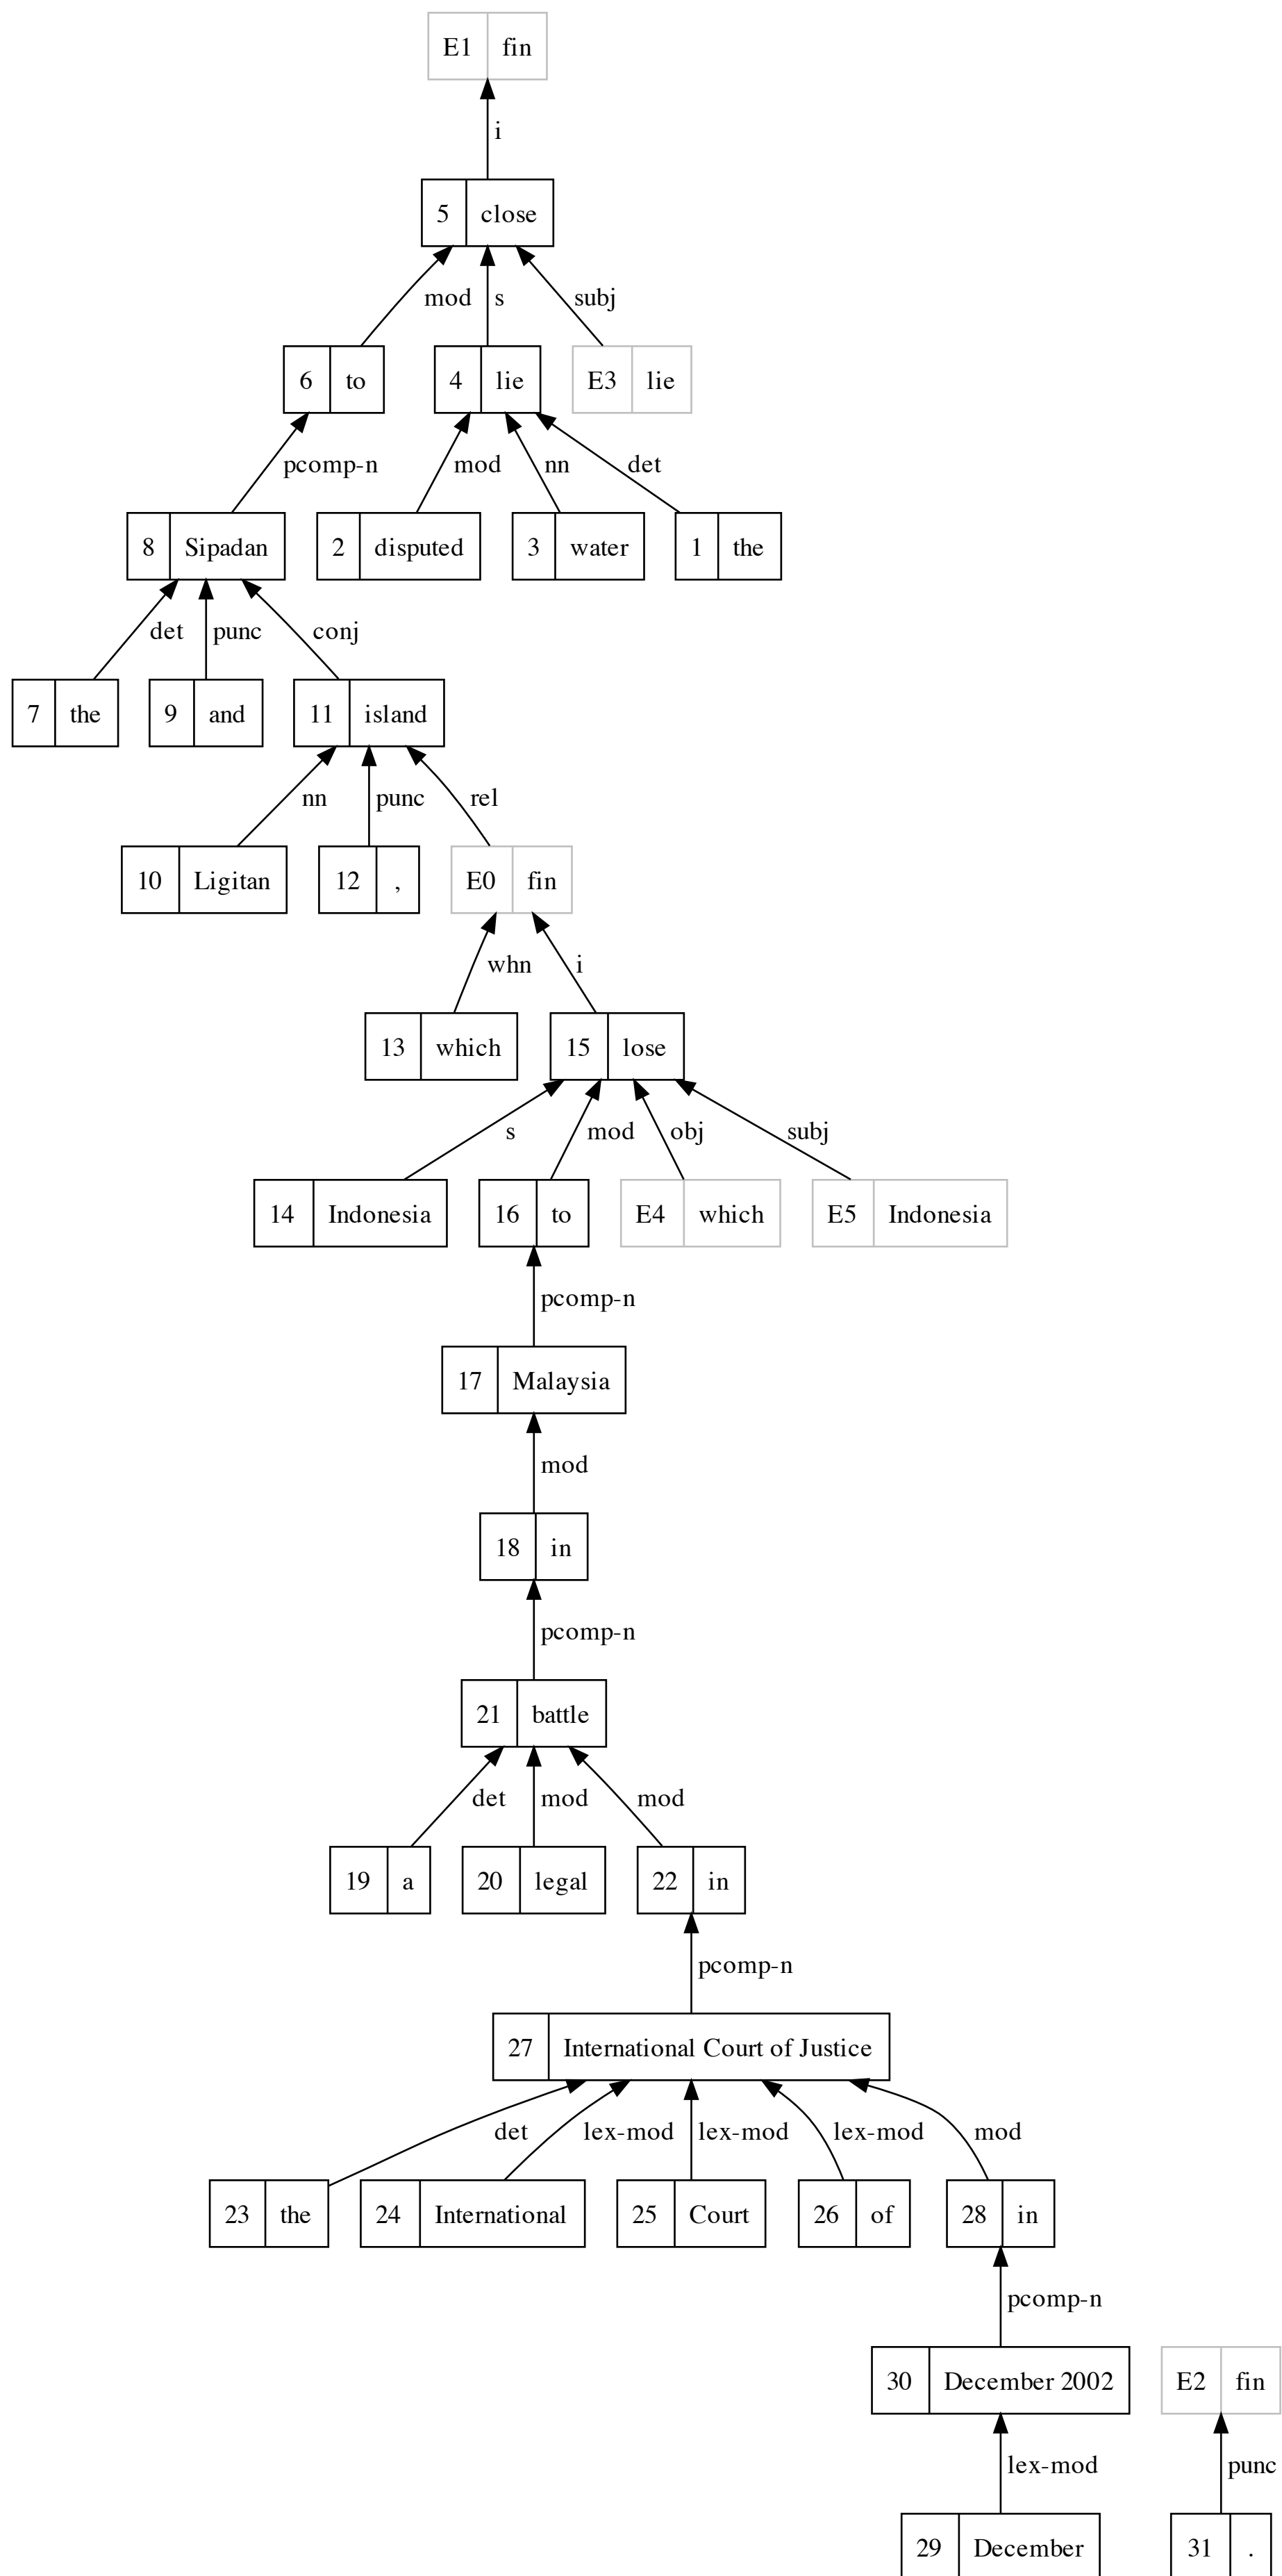 E1 fin
i
5 close
mod s subj
6 to 4 lie E3 lie
pcomp-n mod nn det
8 Sipadan 2 disputed 3 water 1 the
det punc conj
7 the 9 and 11 island
nn punc rel
10 Ligitan 12 , E0 fin
whn i
13 which 15 lose
s mod obj subj
14 Indonesia 16 to E4 which E5 Indonesia
pcomp-n
17 Malaysia
mod
18 in
pcomp-n
21 battle
det mod mod
19 a 20 legal 22 in
pcomp-n
27 International Court of Justice
det lex-mod lex-mod lex-mod mod
23 the 24 International 25 Court 26 of 28 in
pcomp-n
30 December 2002 E2 fin
lex-mod punc
29 December 31 .